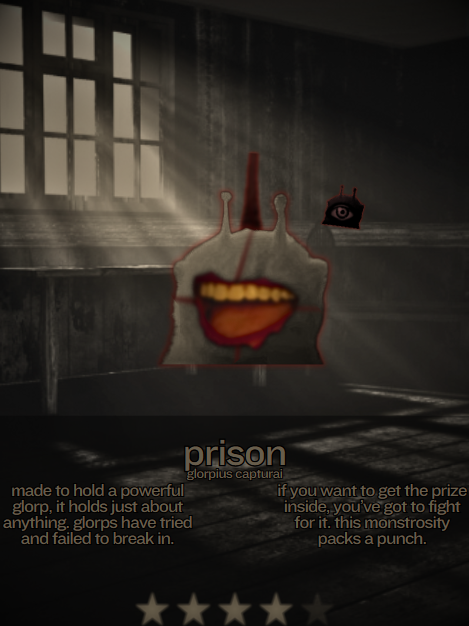 prison
glorpius capturai
made to hold a powerful
glorp, it holds just about
anything. glorps have tried
and failed to break in.
if you want to get the prize
inside, you've got to fight
for it. this monstrosity
packs a punch.